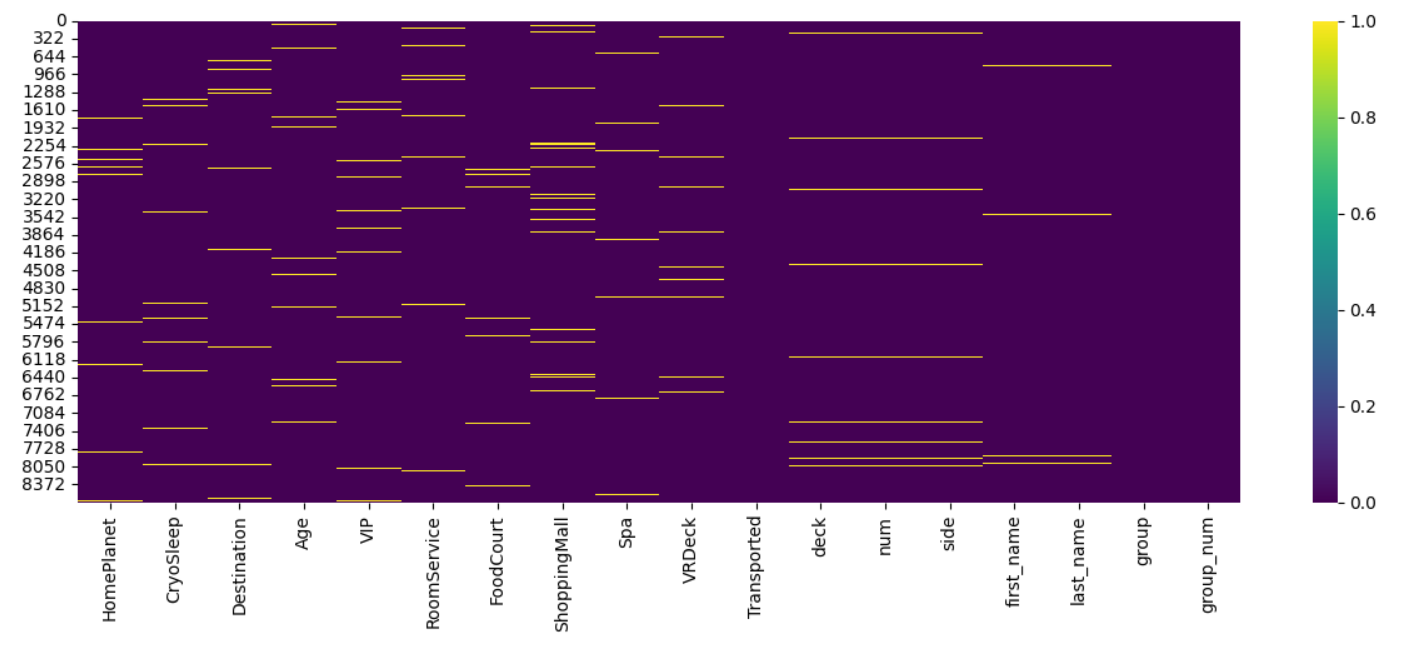 0
322
644
966
1288
1610
1932
2254
2576
2898
3220
3542
3864
4186
4508
4830
5152
5474
5796
6118
6440
6762
7084
7406
7728
8050
8372
HomePlanet
CryoSleep
Destination
Age
VIP
RoomService
FoodCourt
ShoppingMall
Spa
VRDeck
Transported
deck
num
side
first_name
last_name
group
group_num
1.0
0.8
0.6
0.4
0.2
0.0